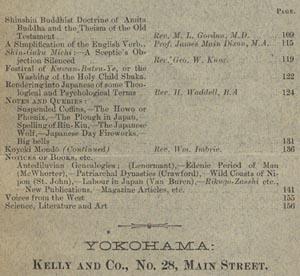 PAGE.
Shinshiu Buddhist Doctrine of Amita
Buddha and the Theism of the Old
Testament Rev. M. L. Gordon, M.D. 109
A Simplification of the English Verb,. Prof. James Main Dixon, M.A. 115
Shin-Gaku Michi:—A Sceptic's Ob-
jection Silenced Rev. Geo. W. Knox. 119
Festival of Kwan-Butsu-Ye, or the
Washing of the Holy Child Shaka. 122
Rendering into Japanese of some Theo-
logical and Psychological Terms Rev. H. Waddell, B.A 124
NOTES AND QUERIES:
Suspended Coffins,—The Howo or
Phœnix,—The Plough in Japan,
Spelling of Rin-Kiu,—The Japanese
Wolf,—Japanese Day Fireworks.—
Big bells 131
Koyeki Mondo (Continued) Rev. Wm. Imbrie. 136
NOTICES OF BOOKS, etc.
Antediluvian Genealogies; (Lenormant),—Edenic Period of Man
(McWhorter),—Patriarchal Dynasties (Crawford),—Wild Coasts of Ni-
pon (St. John),—Labour in Japan (Van Buren),—Rikugo-Zasshi etc.,
New Publications,—Magazine Articles, etc. 141
Voices from the West 155
Science, Literature and Art 156
YOKOHAMA:
KELLY AND CO., NO. 28, MAIN STREET.